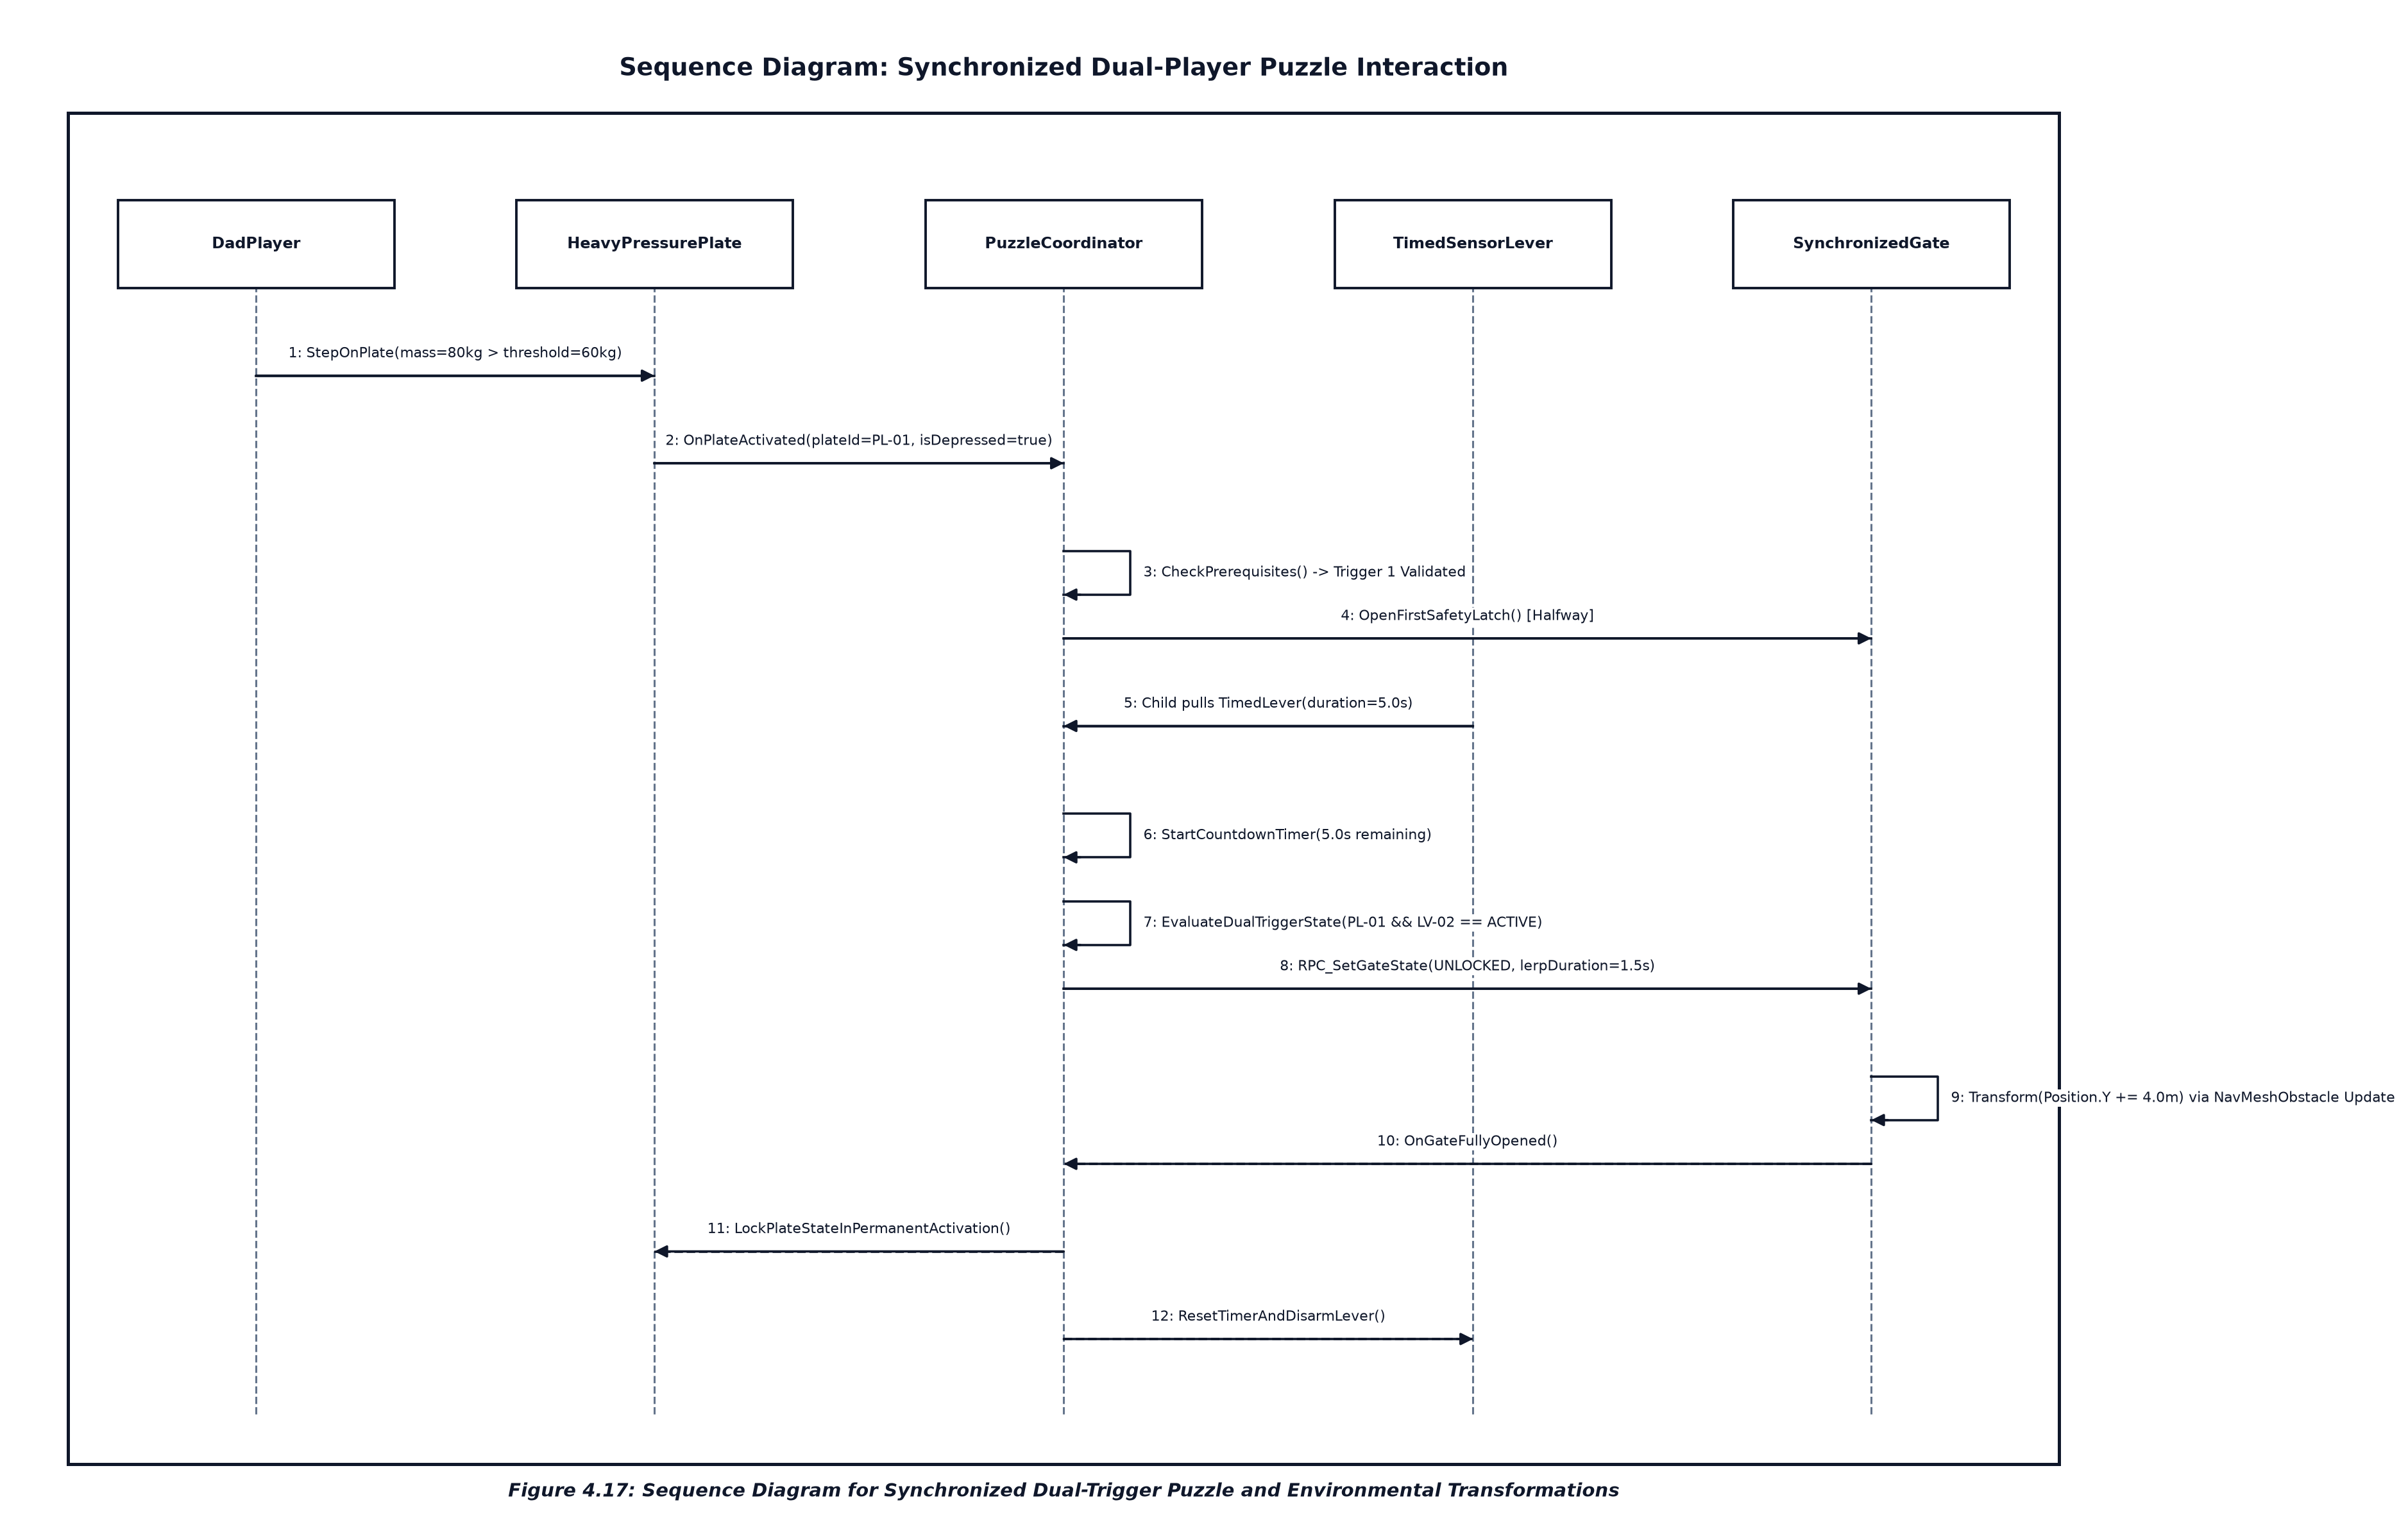 Sequence Diagram: Synchronized Dual-Player Puzzle Interaction
DadPlayer
HeavyPressurePlate
PuzzleCoordinator
TimedSensorLever
SynchronizedGate
1: StepOnPlate(mass=80kg > threshold=60kg)
2: OnPlateActivated(plateId=PL-01, isDepressed=true)
3: CheckPrerequisites() -> Trigger 1 Validated
4: OpenFirstSafetyLatch() [Halfway]
5: Child pulls TimedLever(duration=5.0s)
6: StartCountdownTimer(5.0s remaining)
7: EvaluateDualTriggerState(PL-01 && LV-02 == ACTIVE)
8: RPC_SetGateState(UNLOCKED, lerpDuration=1.5s)
9: Transform(Position.Y += 4.0m) via NavMeshObstacle Update
10: OnGateFullyOpened()
11: LockPlateStateInPermanentActivation()
12: ResetTimerAndDisarmLever()
Figure 4.17: Sequence Diagram for Synchronized Dual-Trigger Puzzle and Environmental Transformations